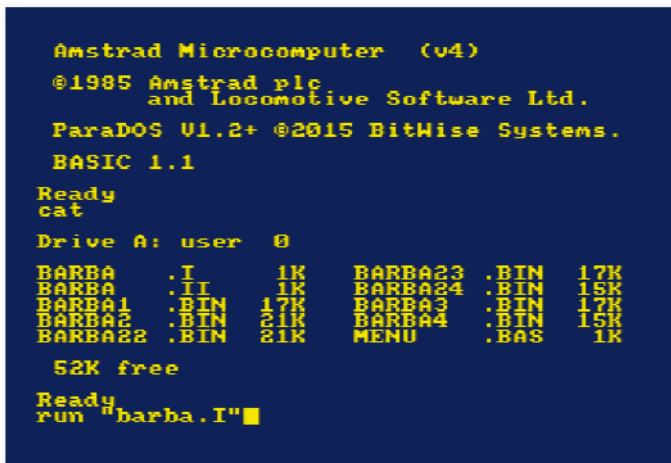 Amstrad Microcomputer (v4)
©1985 Amstrad plc
and Locomotive Software Ltd.
ParaDOS V1.2+ ©2015 BitWise Systems.
BASIC 1.1
Ready
cat
Drive A: user 0
BARBA .I 1K BARBA23 .BIN 17K
BARBA .II 1K BARBA24 .BIN 15K
BARBA1 .BIN 17K BARBA3 .BIN 17K
BARBA2 .BIN 21K BARBA4 .BIN 15K
BARBA22 .BIN 21K MENU .BAS 1K
52K free
Ready
run "barba.I"